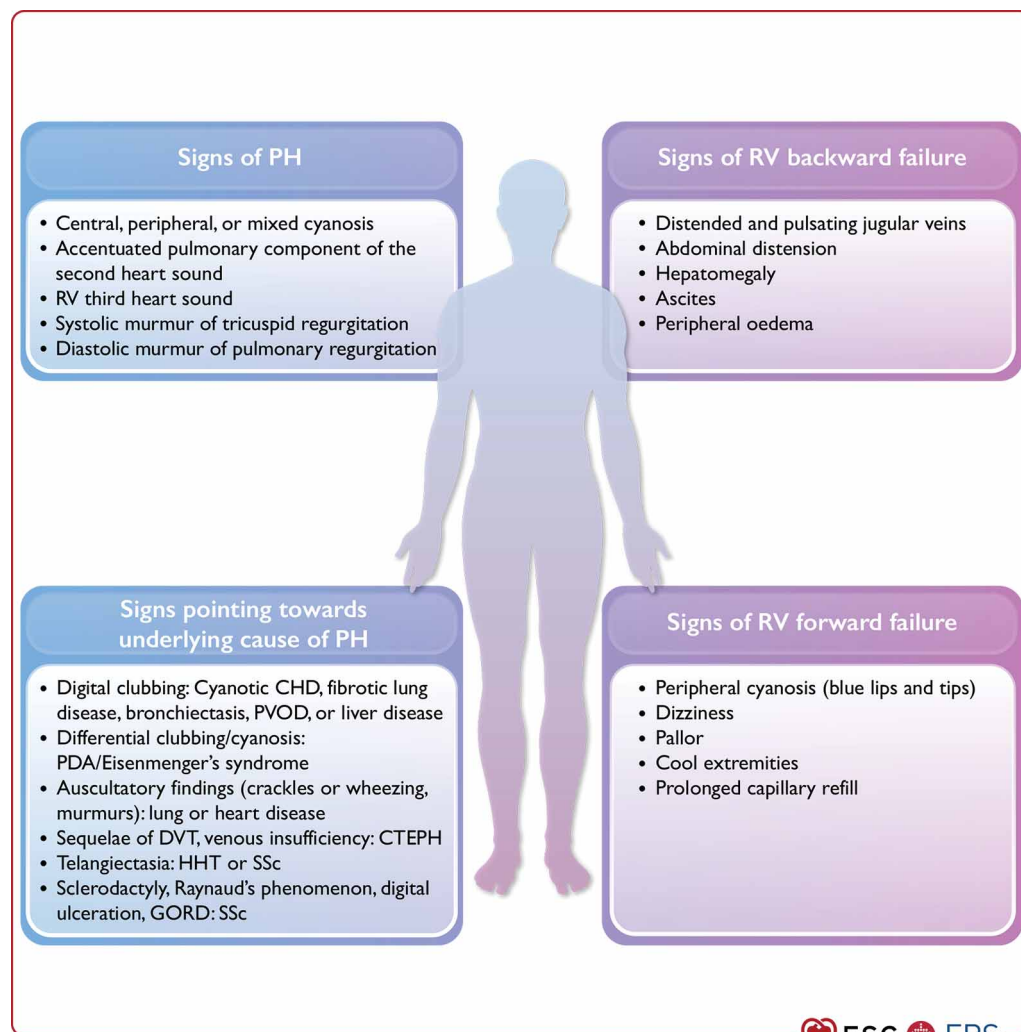 Signs of PH
• Central, peripheral, or mixed cyanosis
• Accentuated pulmonary component of the
second heart sound
• RV third heart sound
• Systolic murmur of tricuspid regurgitation
• Diastolic murmur of pulmonary regurgitation
Signs of RV backward failure
• Distended and pulsating jugular veins
• Abdominal distension
• Hepatomegaly
• Ascites
• Peripheral oedema
Signs pointing towards
underlying cause of PH
• Digital clubbing: Cyanotic CHD, fibrotic lung
disease, bronchiectasis, PVOD, or liver disease
• Differential clubbing/cyanosis:
PDA/Eisenmenger's syndrome
• Auscultatory findings (crackles or wheezing,
murmurs): lung or heart disease
• Sequelae of DVT, venous insufficiency: CTEPH
• Telangiectasia: HHT or SSc
• Sclerodactyly, Raynaud's phenomenon, digital
ulceration, GORD: SSc
Signs of RV forward failure
• Peripheral cyanosis (blue lips and tips)
• Dizziness
• Pallor
• Cool extremities
• Prolonged capillary refill
ESC ERS